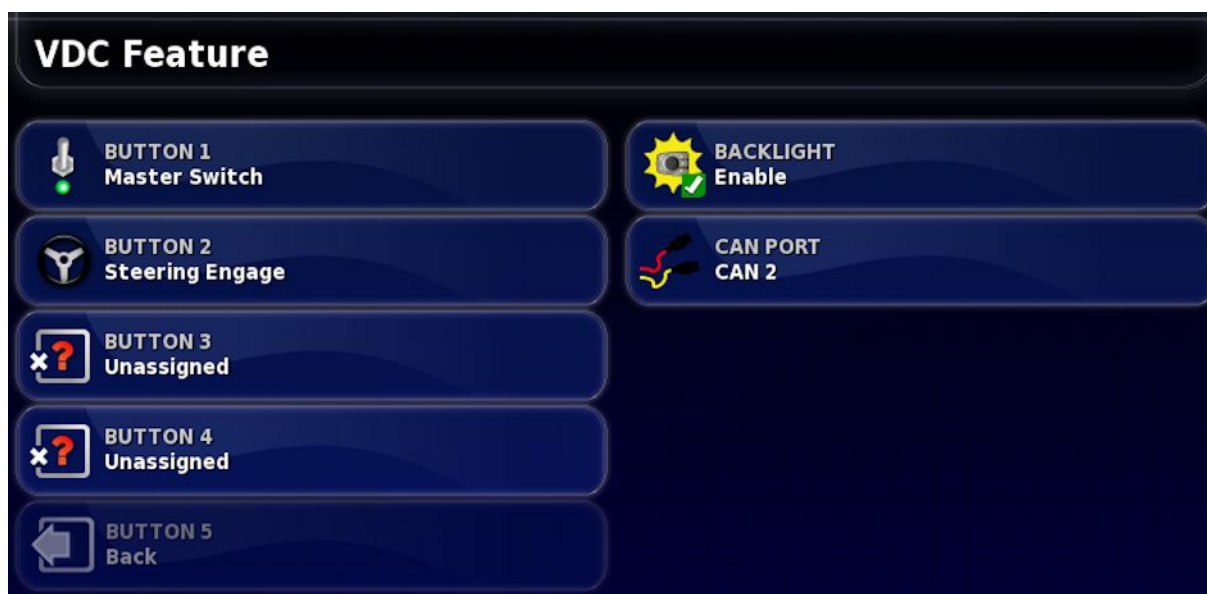 VDC Feature
BUTTON 1
Master Switch
BUTTON 2
Steering Engage
BUTTON 3
Unassigned
BUTTON 4
Unassigned
BUTTON 5
Back
BACKLIGHT
Enable
CAN PORT
CAN 2